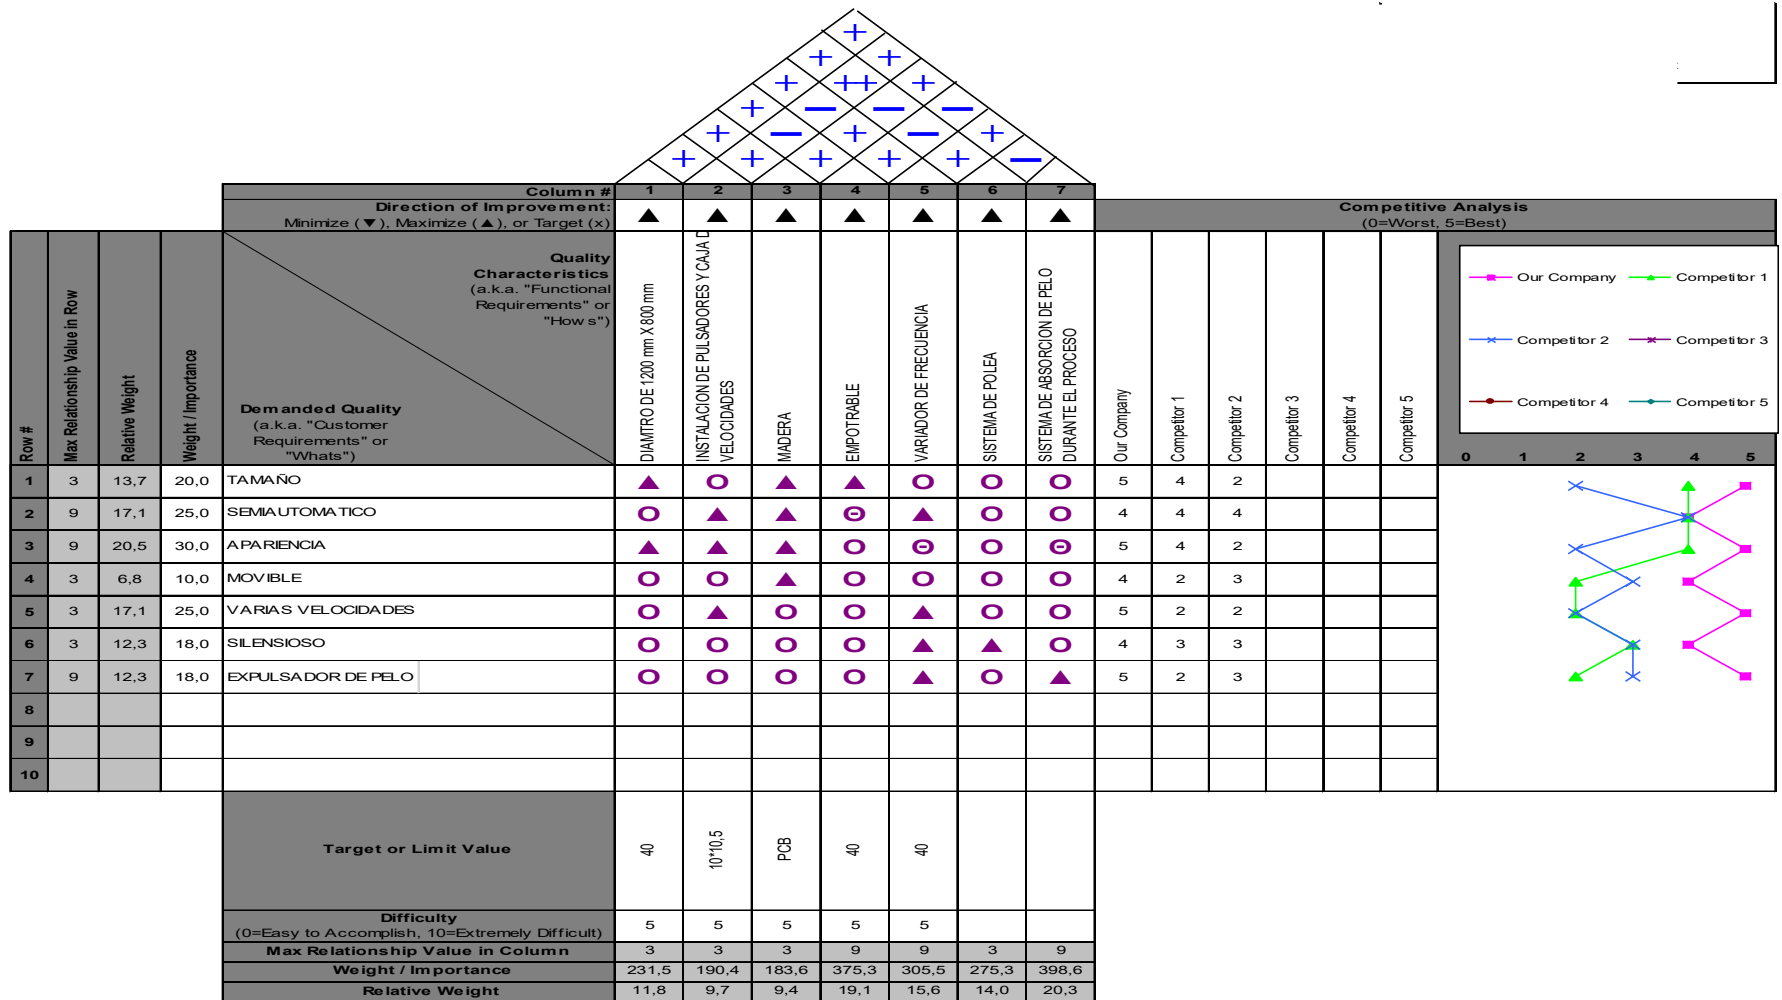 Column # 1 2 3 4 5 6 7
Direction of Improvement:
Minimize (▼), Maximize (▲), or Target (x) ▲ ▲ ▲ ▲ ▲ ▲ ▲
Competitive Analysis
(0=Worst, 5=Best)
Row #
Max Relationship Value in Row
Relative Weight
Weight / Importance
Quality
Characteristics
(a.k.a. "Functional
Requirements" or
"Hows")
Demanded Quality
(a.k.a. "Customer
Requirements" or
"Whats")
DIAMTRO DE 1200 mm X 800 mm
INSTALACION DE PULSADORES Y CAJA D
VELOCIDADES
MADERA
EMPOTRABLE
VARIADOR DE FRECUENCIA
SISTEMA DE POLEA
SISTEMA DE ABSORCION DE PELO
DURANTE EL PROCESO
Our Company
Competitor 1
Competitor 2
Competitor 3
Competitor 4
Competitor 5
Our Company Competitor 1
Competitor 2 Competitor 3
Competitor 4 Competitor 5
0 1 2 3 4 5
1 3 13,7 20,0 TAMAÑO ▲ O ▲ ▲ O O O 5 4 2
2 9 17,1 25,0 SEMIAUTOMATICO O ▲ ▲ Θ ▲ O O 4 4 4
3 9 20,5 30,0 APARIENCIA ▲ ▲ ▲ O Θ O Θ 5 4 2
4 3 6,8 10,0 MOVIBLE O O ▲ O O O O 4 2 3
5 3 17,1 25,0 VARIAS VELOCIDADES O ▲ O O ▲ O O 5 2 2
6 3 12,3 18,0 SILENSIOSO O O O O ▲ ▲ O 4 3 3
7 9 12,3 18,0 EXPULSADOR DE PELO O O O O ▲ O ▲ 5 2 3
8
9
10
Target or Limit Value 40 10*10,5 PCB 40 40
Difficulty
(0=Easy to Accomplish, 10=Extremely Difficult) 5 5 5 5 5
Max Relationship Value in Column 3 3 3 9 9 3 9
Weight / Importance 231,5 190,4 183,6 375,3 305,5 275,3 398,6
Relative Weight 11,8 9,7 9,4 19,1 15,6 14,0 20,3